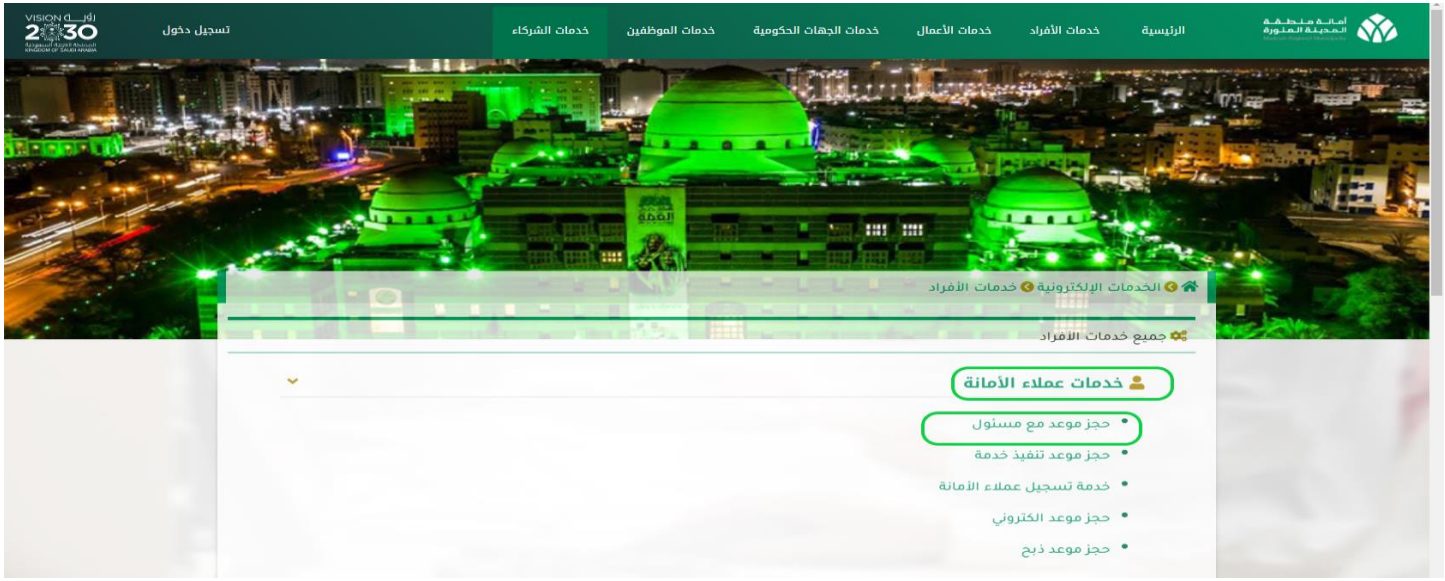 أمانة منطقة
المدينة المنورة
الرئيسية
خدمات الأفراد
خدمات الأعمال
خدمات الجهات الحكومية
خدمات الموظفين
خدمات الشركاء
تسجيل دخول
VISION رؤيــة
2030
المملكة العربية السعودية
KINGDOM OF SAUDI ARABIA
الخدمات الإلكترونية خدمات الأفراد
جميع خدمات الأفراد
خدمات عملاء الأمانة
• حجز موعد مع مسئول
• حجز موعد تنفيذ خدمة
• خدمة تسجيل عملاء الأمانة
• حجز موعد الكتروني
• حجز موعد ذبح